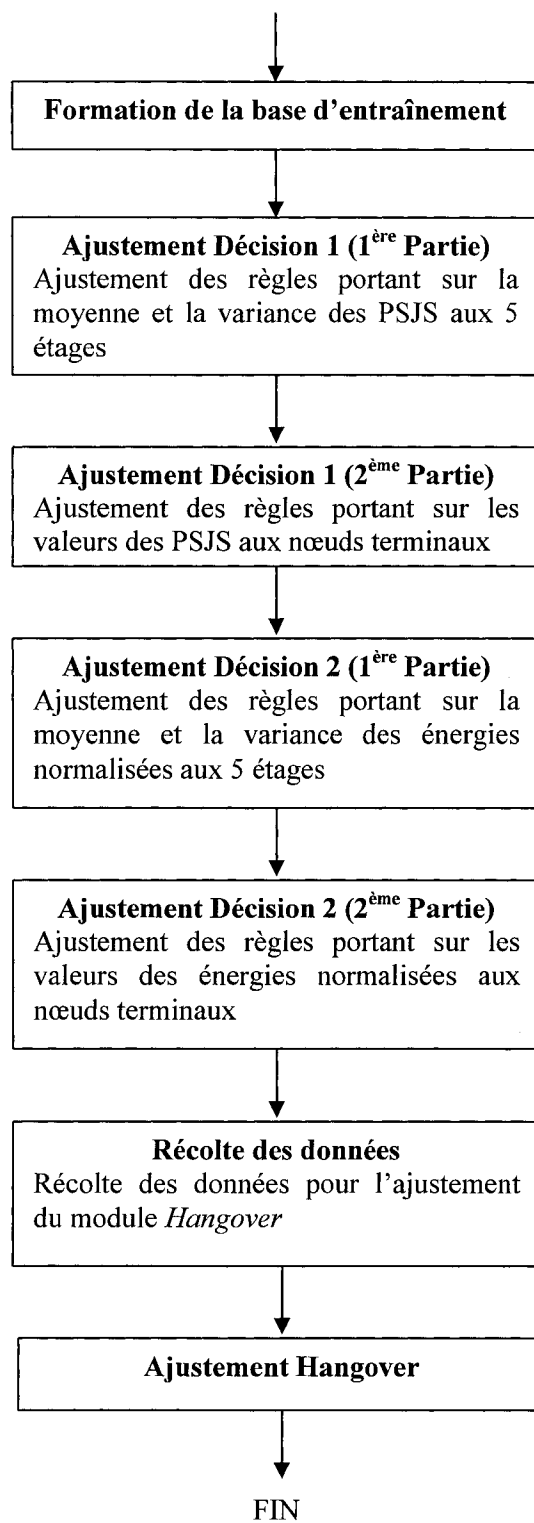 Formation de la base d'entraînement
Ajustement Décision 1 (1ère Partie)
Ajustement des règles portant sur la
moyenne et la variance des PSJS aux 5
étages
Ajustement Décision 1 (2ème Partie)
Ajustement des règles portant sur les
valeurs des PSJS aux nœuds terminaux
Ajustement Décision 2 (1ère Partie)
Ajustement des règles portant sur la
moyenne et la variance des énergies
normalisées aux 5 étages
Ajustement Décision 2 (2ème Partie)
Ajustement des règles portant sur les
valeurs des énergies normalisées aux
nœuds terminaux
Récolte des données
Récolte des données pour l'ajustement
du module Hangover
Ajustement Hangover
FIN